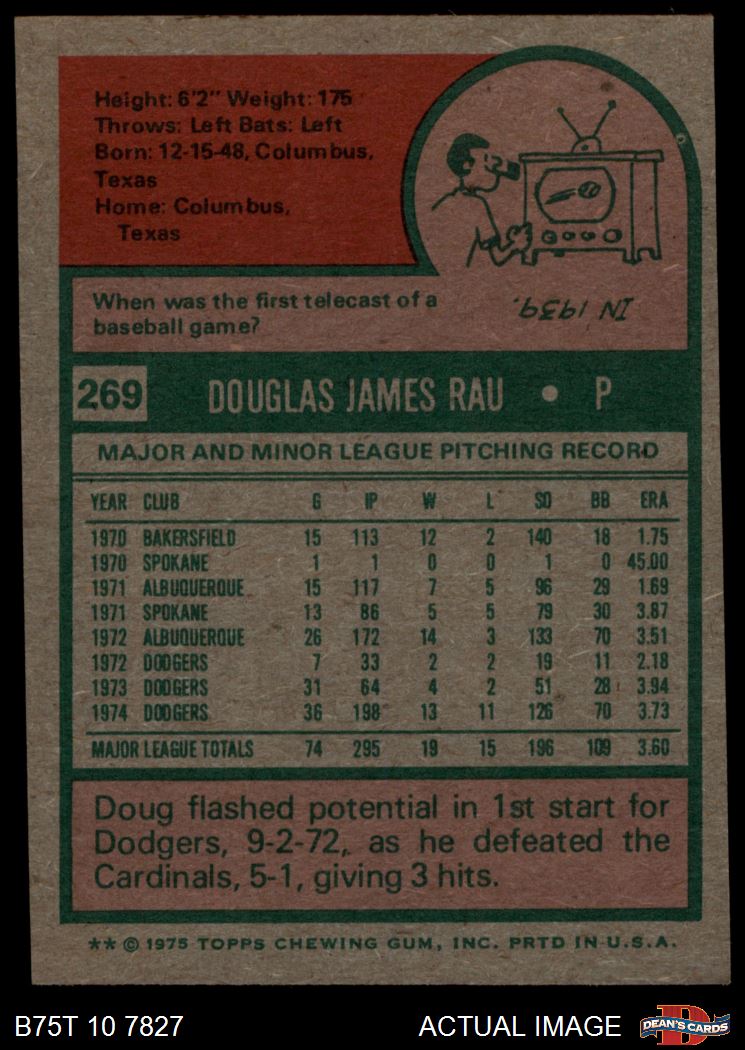 Height: 6'2" Weight: 175
Throws: Left Bats: Left
Born: 12-15-48, Columbus,
Texas
Home: Columbus,
Texas
When was the first telecast of a
baseball game?
IN 1939.
269 DOUGLAS JAMES RAU • P
MAJOR AND MINOR LEAGUE PITCHING RECORD
YEAR CLUB G IP W L SO BB ERA
1970 BAKERSFIELD 15 113 12 2 140 18 1.75
1970 SPOKANE 1 1 0 0 1 0 45.00
1971 ALBUQUERQUE 15 117 7 5 96 29 1.69
1971 SPOKANE 13 86 5 5 79 30 3.87
1972 ALBUQUERQUE 26 172 14 3 133 70 3.51
1972 DODGERS 7 33 2 2 19 11 2.18
1973 DODGERS 31 64 4 2 51 28 3.94
1974 DODGERS 36 198 13 11 126 70 3.73
MAJOR LEAGUE TOTALS 74 295 19 15 196 109 3.60
Doug flashed potential in 1st start for
Dodgers, 9-2-72, as he defeated the
Cardinals, 5-1, giving 3 hits.
** © 1975 TOPPS CHEWING GUM, INC. PRTD IN U.S.A.
B75T 10 7827 ACTUAL IMAGE DEAN'S CARDS